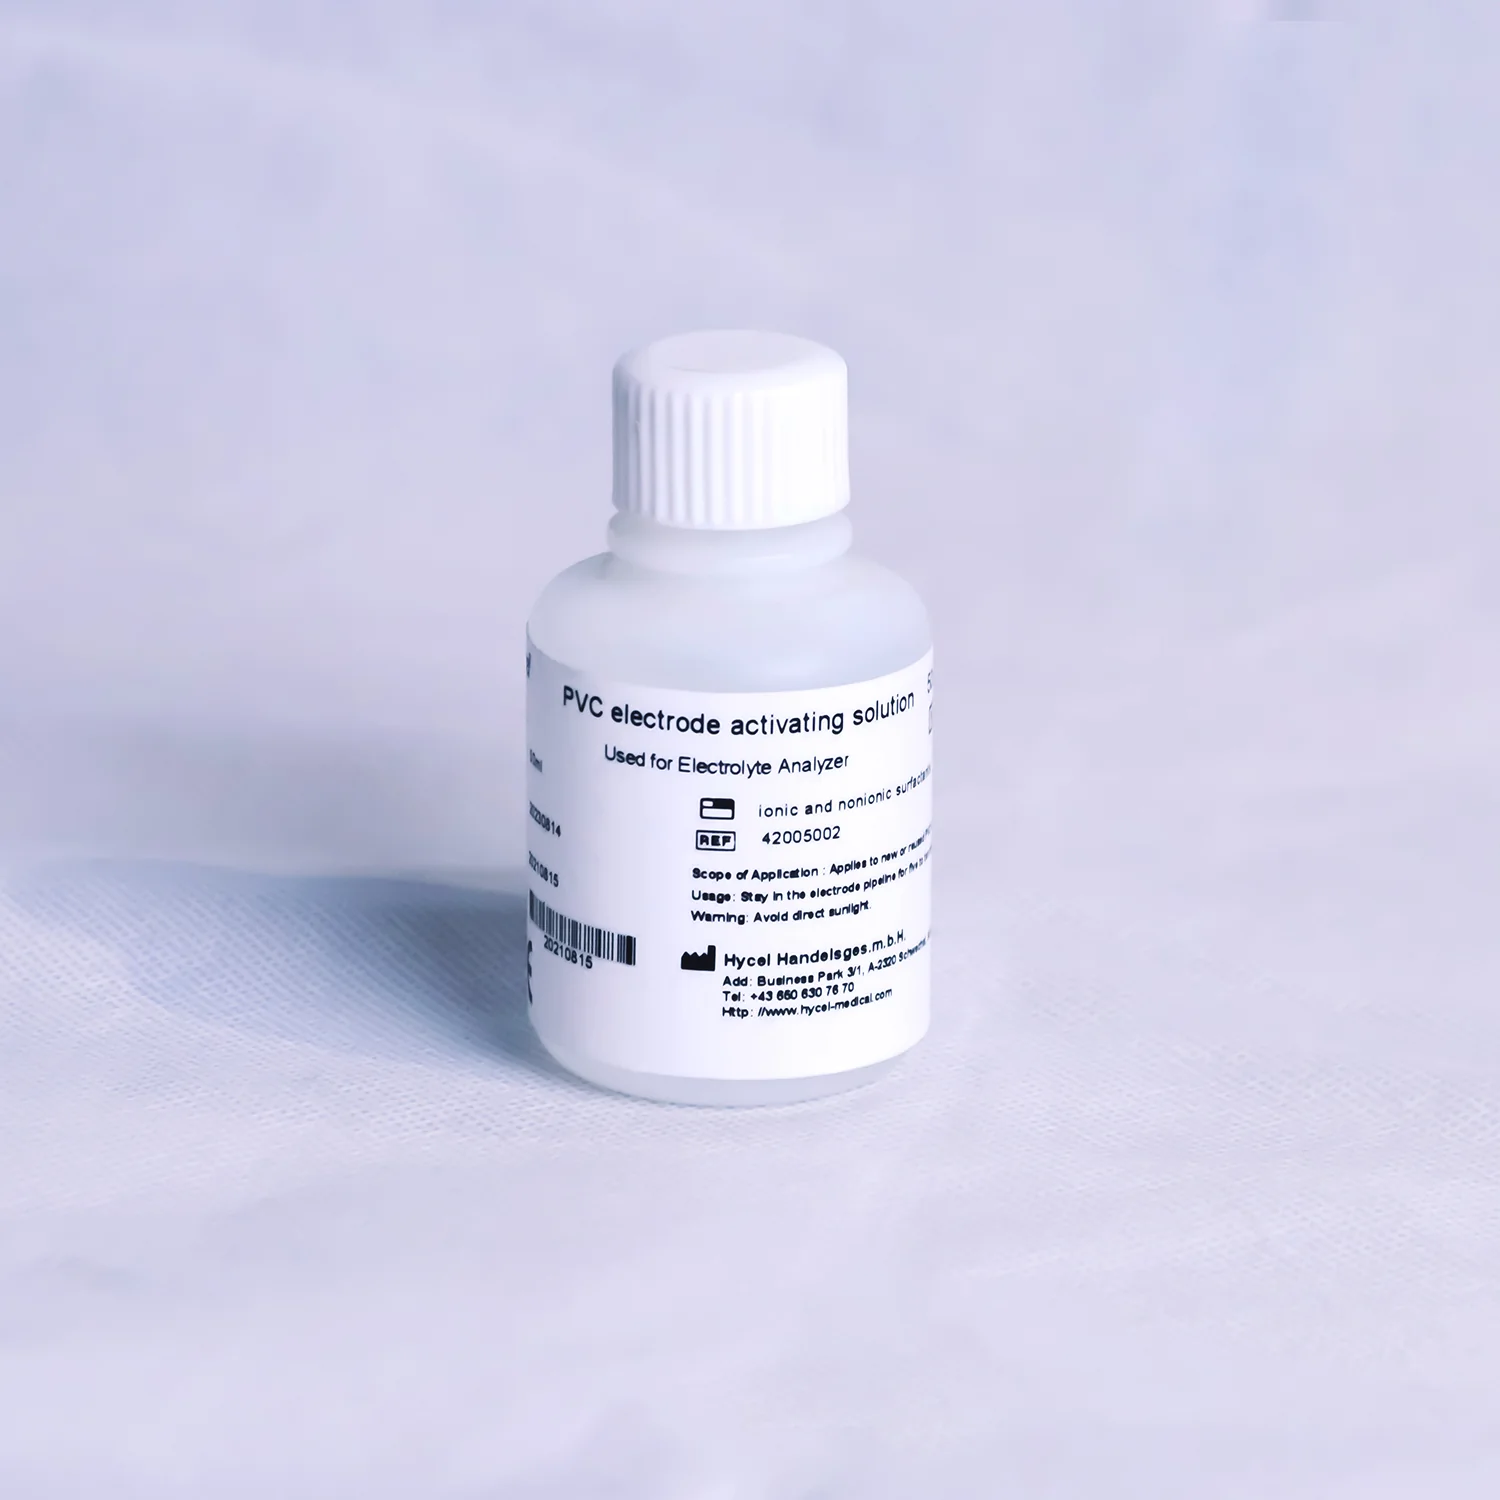 PVC electrode activating solution
Used for Electrolyte Analyzer
ionic and nonionic
REF 42005002
Scope of Application : Applies to new or
Usage: Stay in the electrode pipeline for
Warning: Avoid direct sunlight.
Hycel Handelsges.m.b.H.
Add: Business Park 3/1, A-2320
Tel: +43 650 630 76 70
Http: //www.hycel-medical.com
20230814
20210815
20210815